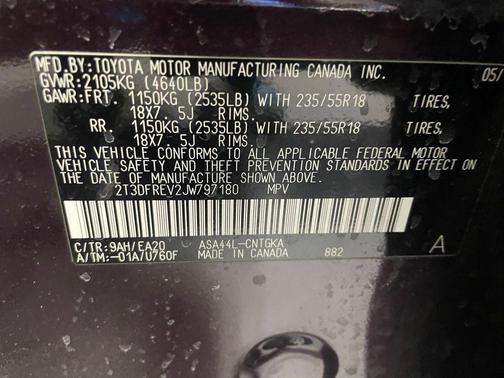 MFD.BY:TOYOTA MOTOR MANUFACTURING CANADA INC. 05/
GVWR:2105KG (4640LB)
GAWR:FRT. 1150KG (2535LB) WITH 235/55R18 TIRES,
18X7. 5J RIMS.
RR. 1150KG (2535LB) WITH 235/55R18 TIRES,
18X7. 5J RIMS.
THIS VEHICLE CONFORMS TO ALL APPLICABLE FEDERAL MOTOR
VEHICLE SAFETY AND THEFT PREVENTION STANDARDS IN EFFECT ON
THE DATE OF MANUFACTURE SHOWN ABOVE.
2T3DFREV2JW797180 MPV
C/TR:9AH/EA20 ASA44L-CNTGKA A
A/TM:-01A/U760F MADE IN CANADA 882